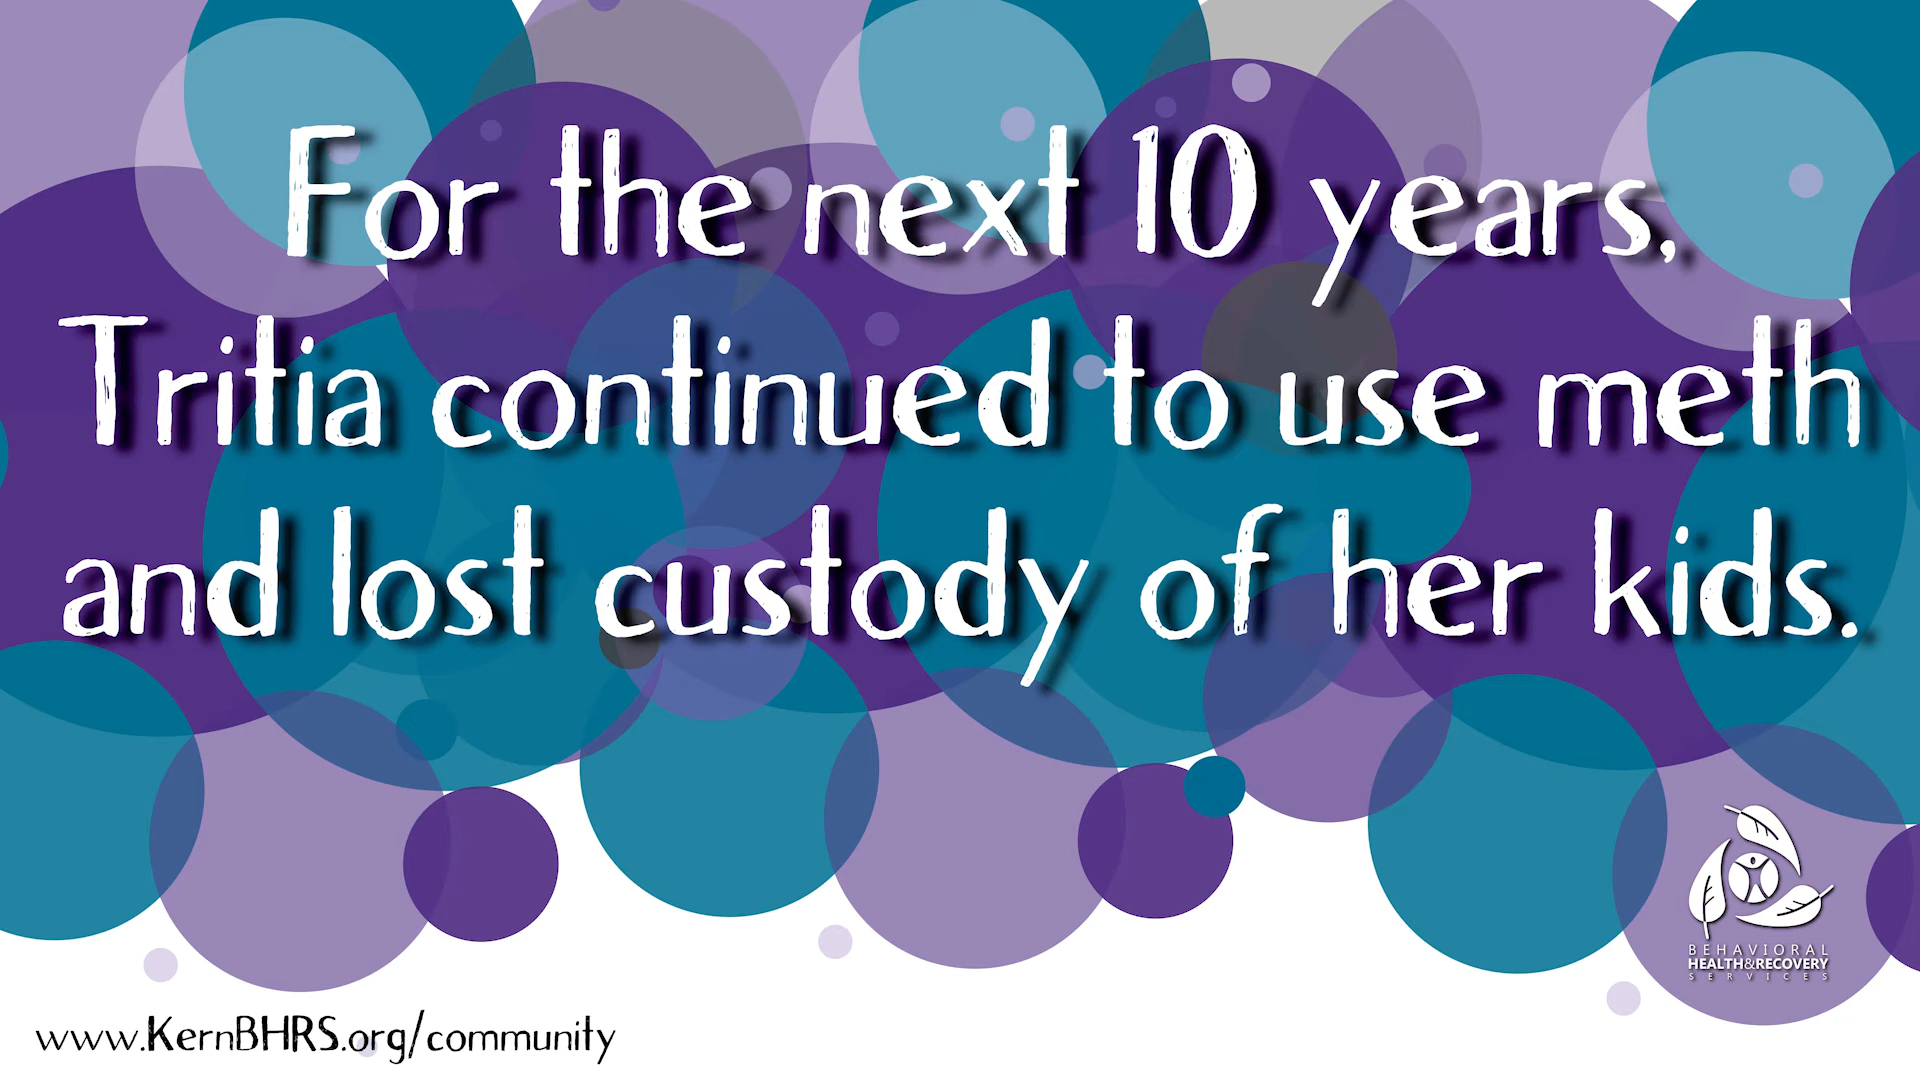 For the next 10 years,
Tritia continued to use meth
and lost custody of her kids.
BEHAVIORAL
HEALTH&RECOVERY
SERVICES
www.KernBHRS.org/community